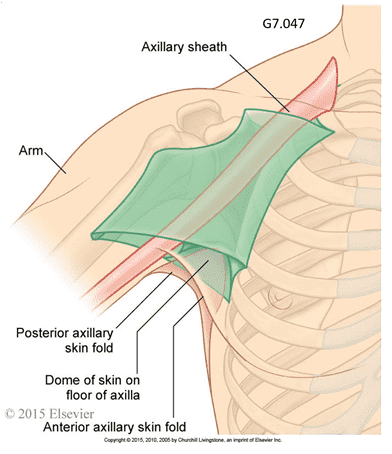 G7.047
Axillary sheath
Arm
Posterior axillary
skin fold
Dome of skin on
floor of axilla
Anterior axillary skin fold
© 2015 Elsevier
Copyright © 2015, 2010, 2005 by Churchill Livingstone, an imprint of Elsevier Inc.